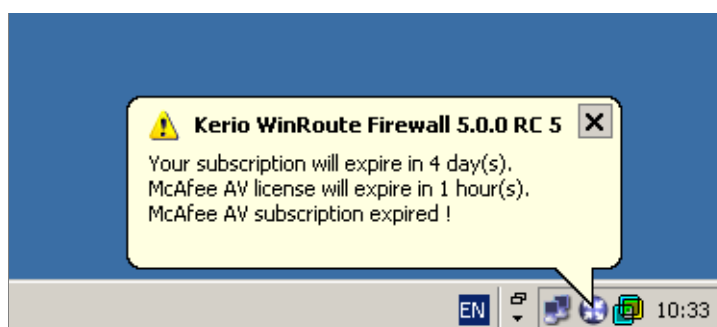 Kerio WinRoute Firewall 5.0.0 RC 5
Your subscription will expire in 4 day(s).
McAfee AV license will expire in 1 hour(s).
McAfee AV subscription expired !
EN 10:33